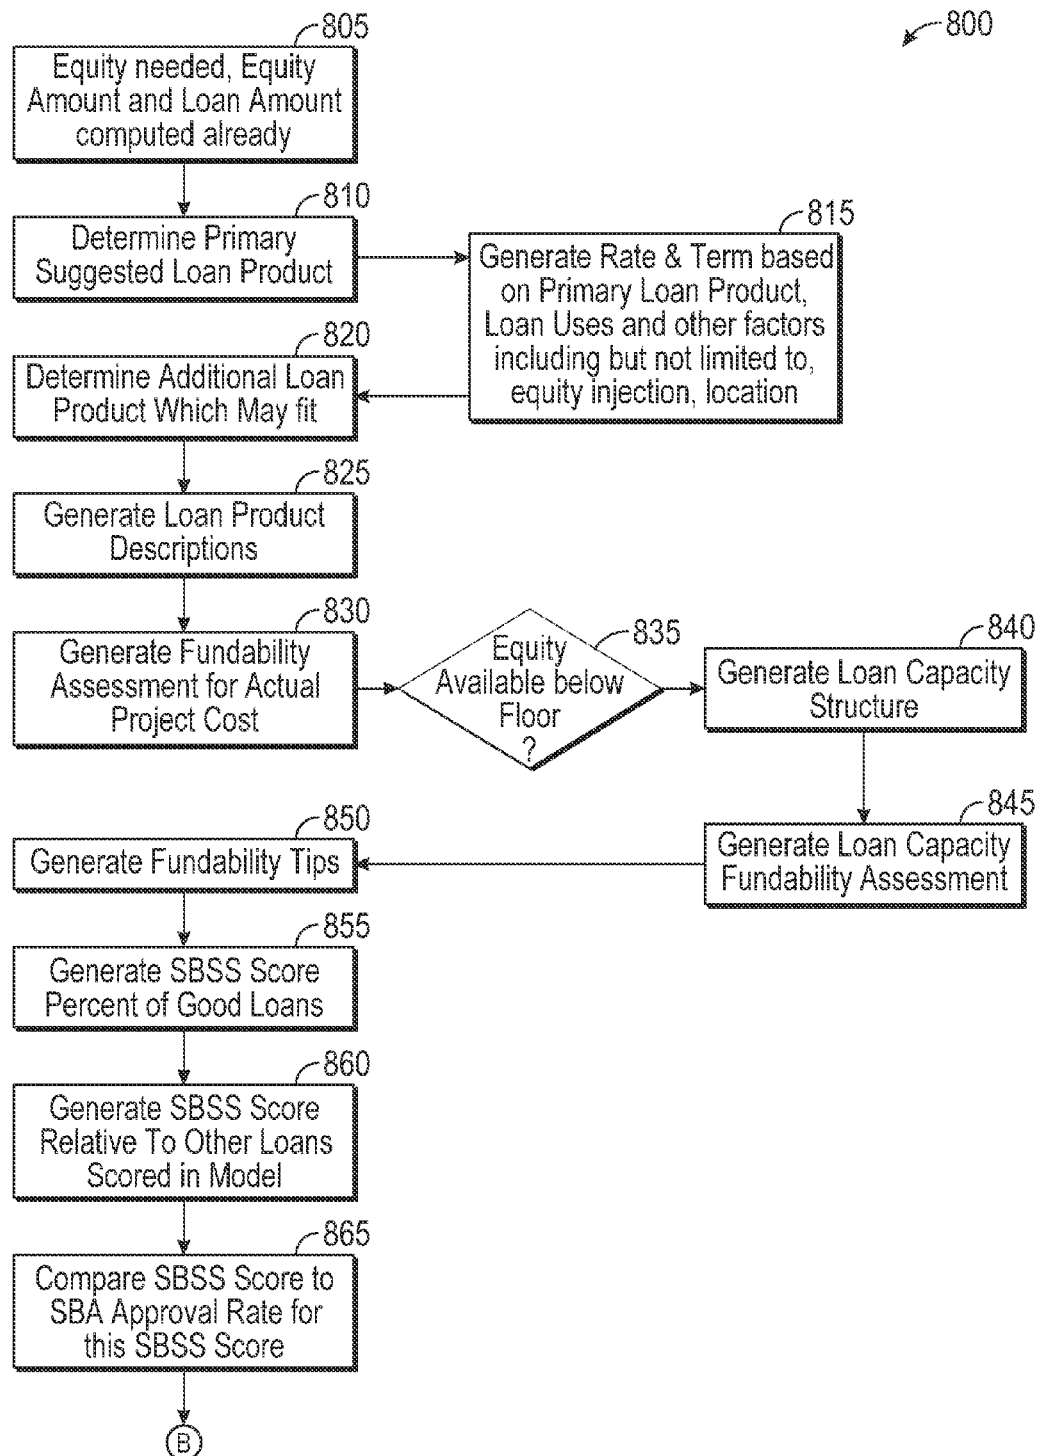 800
805
Equity needed, Equity
Amount and Loan Amount
computed already
810
Determine Primary
Suggested Loan Product
815
Generate Rate & Term based
on Primary Loan Product,
Loan Uses and other factors
including but not limited to,
equity injection, location
820
Determine Additional Loan
Product Which May fit
825
Generate Loan Product
Descriptions
830
Generate Fundability
Assessment for Actual
Project Cost
835
Equity
Available below
Floor
?
840
Generate Loan Capacity
Structure
845
Generate Loan Capacity
Fundability Assessment
850
Generate Fundability Tips
855
Generate SBSS Score
Percent of Good Loans
860
Generate SBSS Score
Relative To Other Loans
Scored in Model
865
Compare SBSS Score to
SBA Approval Rate for
this SBSS Score
B